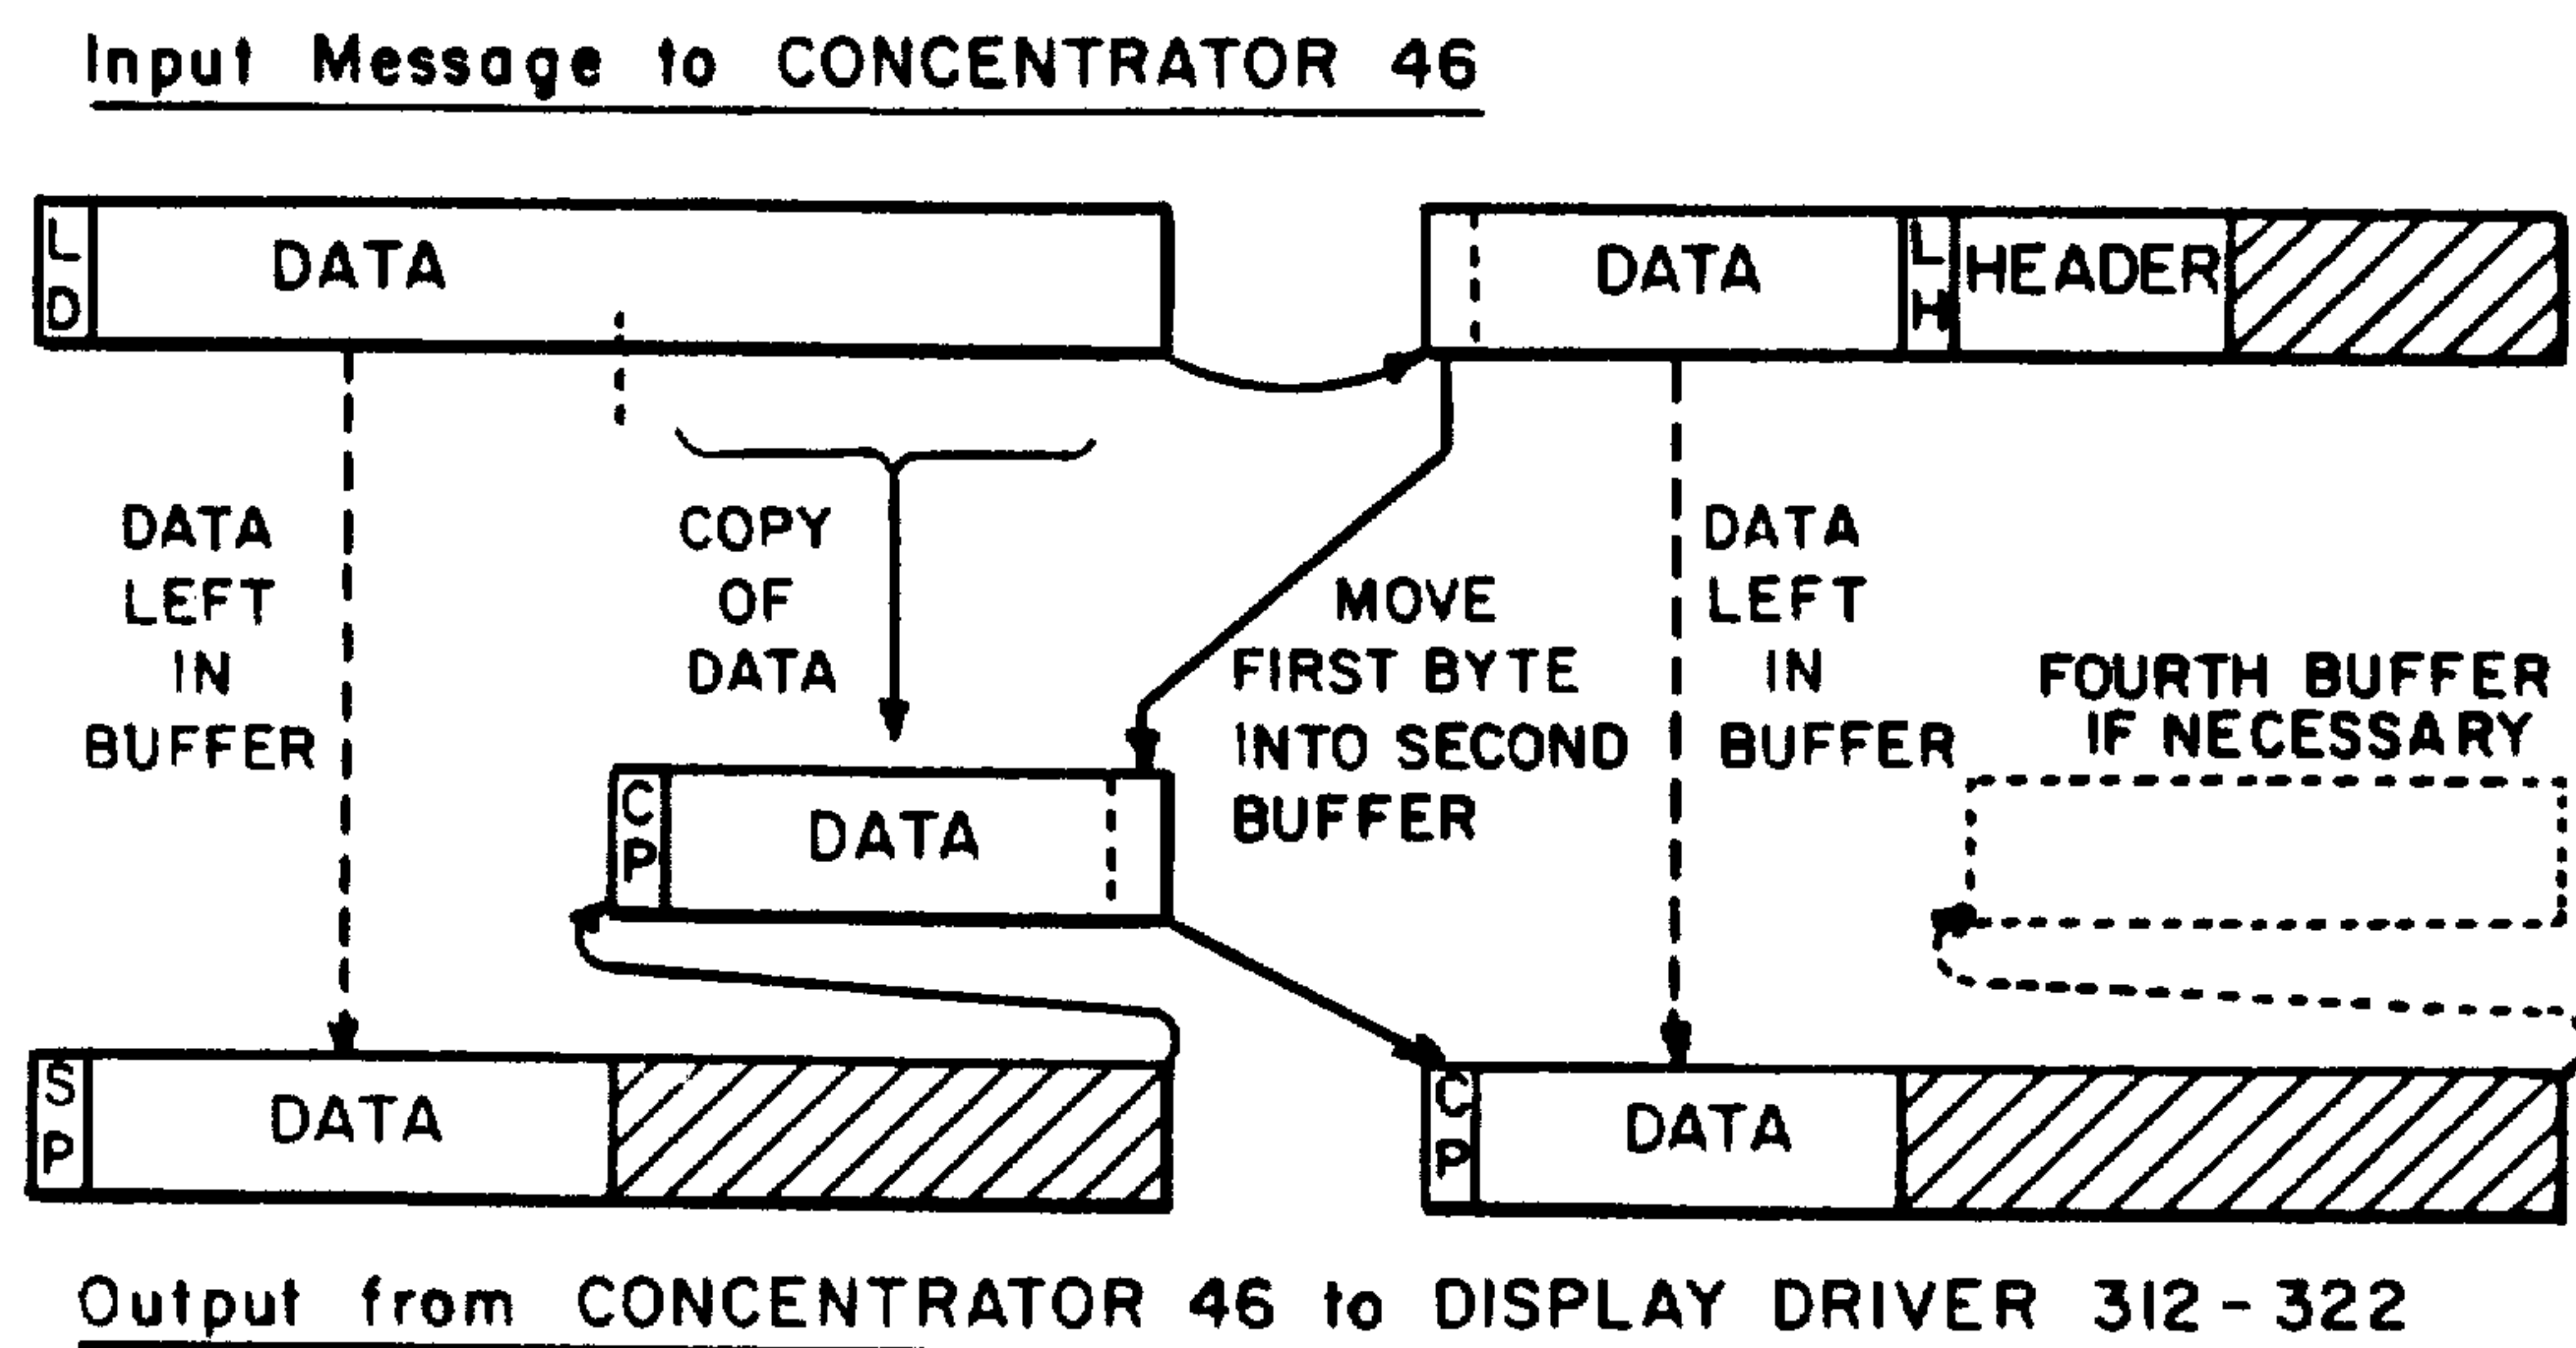 Input Message to CONCENTRATOR 46
L
D
DATA
DATA
L
H
HEADER
DATA
LEFT
IN
BUFFER
COPY
OF
DATA
MOVE
FIRST BYTE
INTO SECOND
BUFFER
DATA
LEFT
IN
BUFFER
FOURTH BUFFER
IF NECESSARY
C
P
DATA
S
P
DATA
C
P
DATA
Output from CONCENTRATOR 46 to DISPLAY DRIVER 312-322